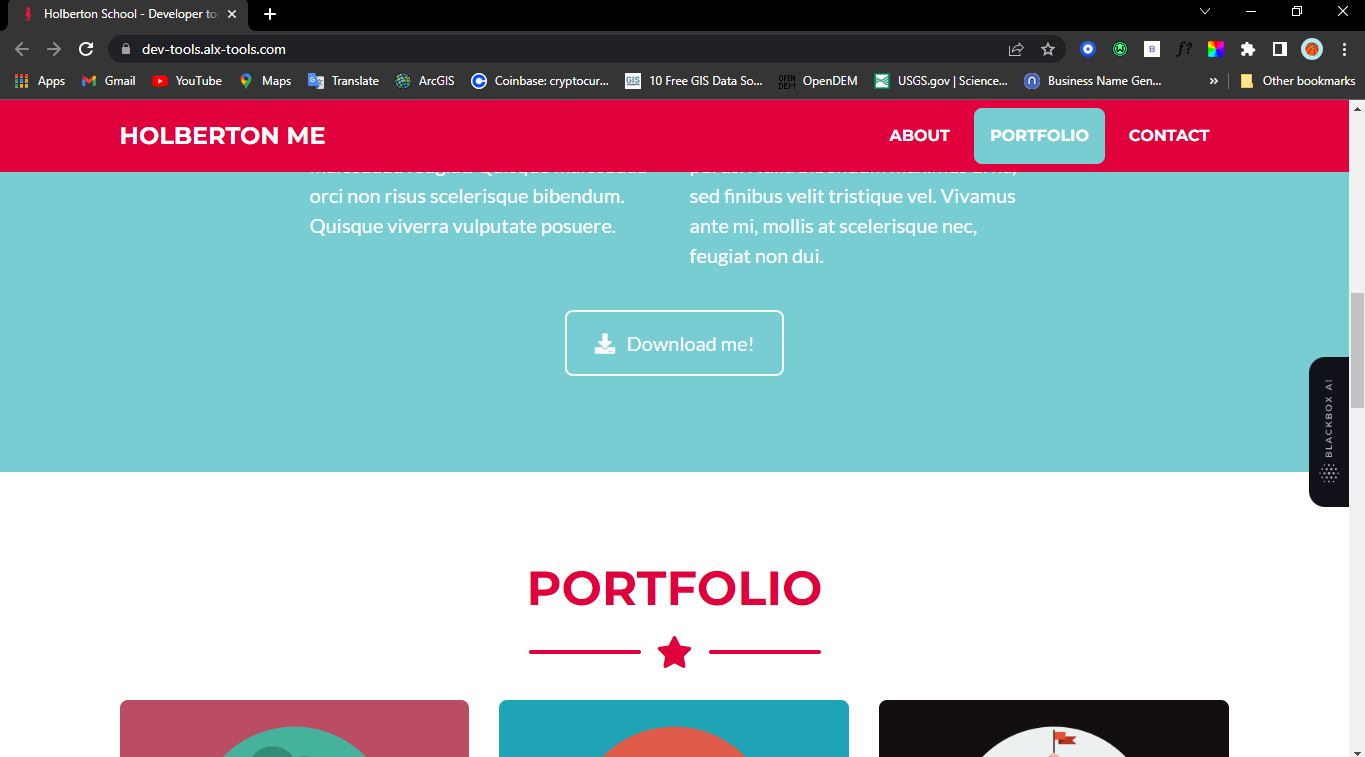 Holberton School - Developer to
dev-tools.alx-tools.com
Apps Gmail YouTube Maps Translate ArcGIS Coinbase: cryptocur... GIS 10 Free GIS Data So... OPEN DEM OpenDEM USGS.gov | Science... Business Name Gen... » Other bookmarks
HOLBERTON ME ABOUT PORTFOLIO CONTACT
orci non risus scelerisque bibendum.
Quisque viverra vulputate posuere.
sed finibus velit tristique vel. Vivamus
ante mi, mollis at scelerisque nec,
feugiat non dui.
Download me!
BLACKBOX AI
PORTFOLIO